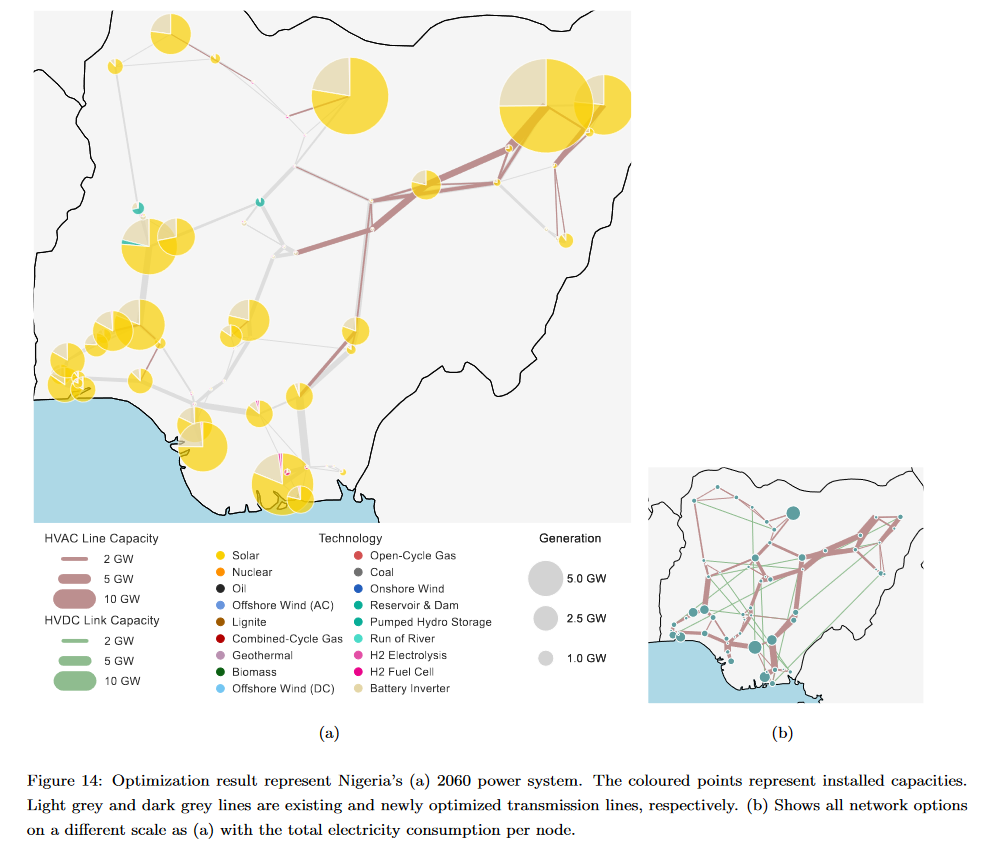 HVAC Line Capacity
2 GW
5 GW
10 GW
HVDC Link Capacity
2 GW
5 GW
10 GW
Technology
Solar
Nuclear
Oil
Offshore Wind (AC)
Lignite
Combined-Cycle Gas
Geothermal
Biomass
Offshore Wind (DC)
Open-Cycle Gas
Coal
Onshore Wind
Reservoir & Dam
Pumped Hydro Storage
Run of River
H2 Electrolysis
H2 Fuel Cell
Battery Inverter
Generation
5.0 GW
2.5 GW
1.0 GW
(a)
(b)
Figure 14: Optimization result represent Nigeria's (a) 2060 power system. The coloured points represent installed capacities.
Light grey and dark grey lines are existing and newly optimized transmission lines, respectively. (b) Shows all network options
on a different scale as (a) with the total electricity consumption per node.